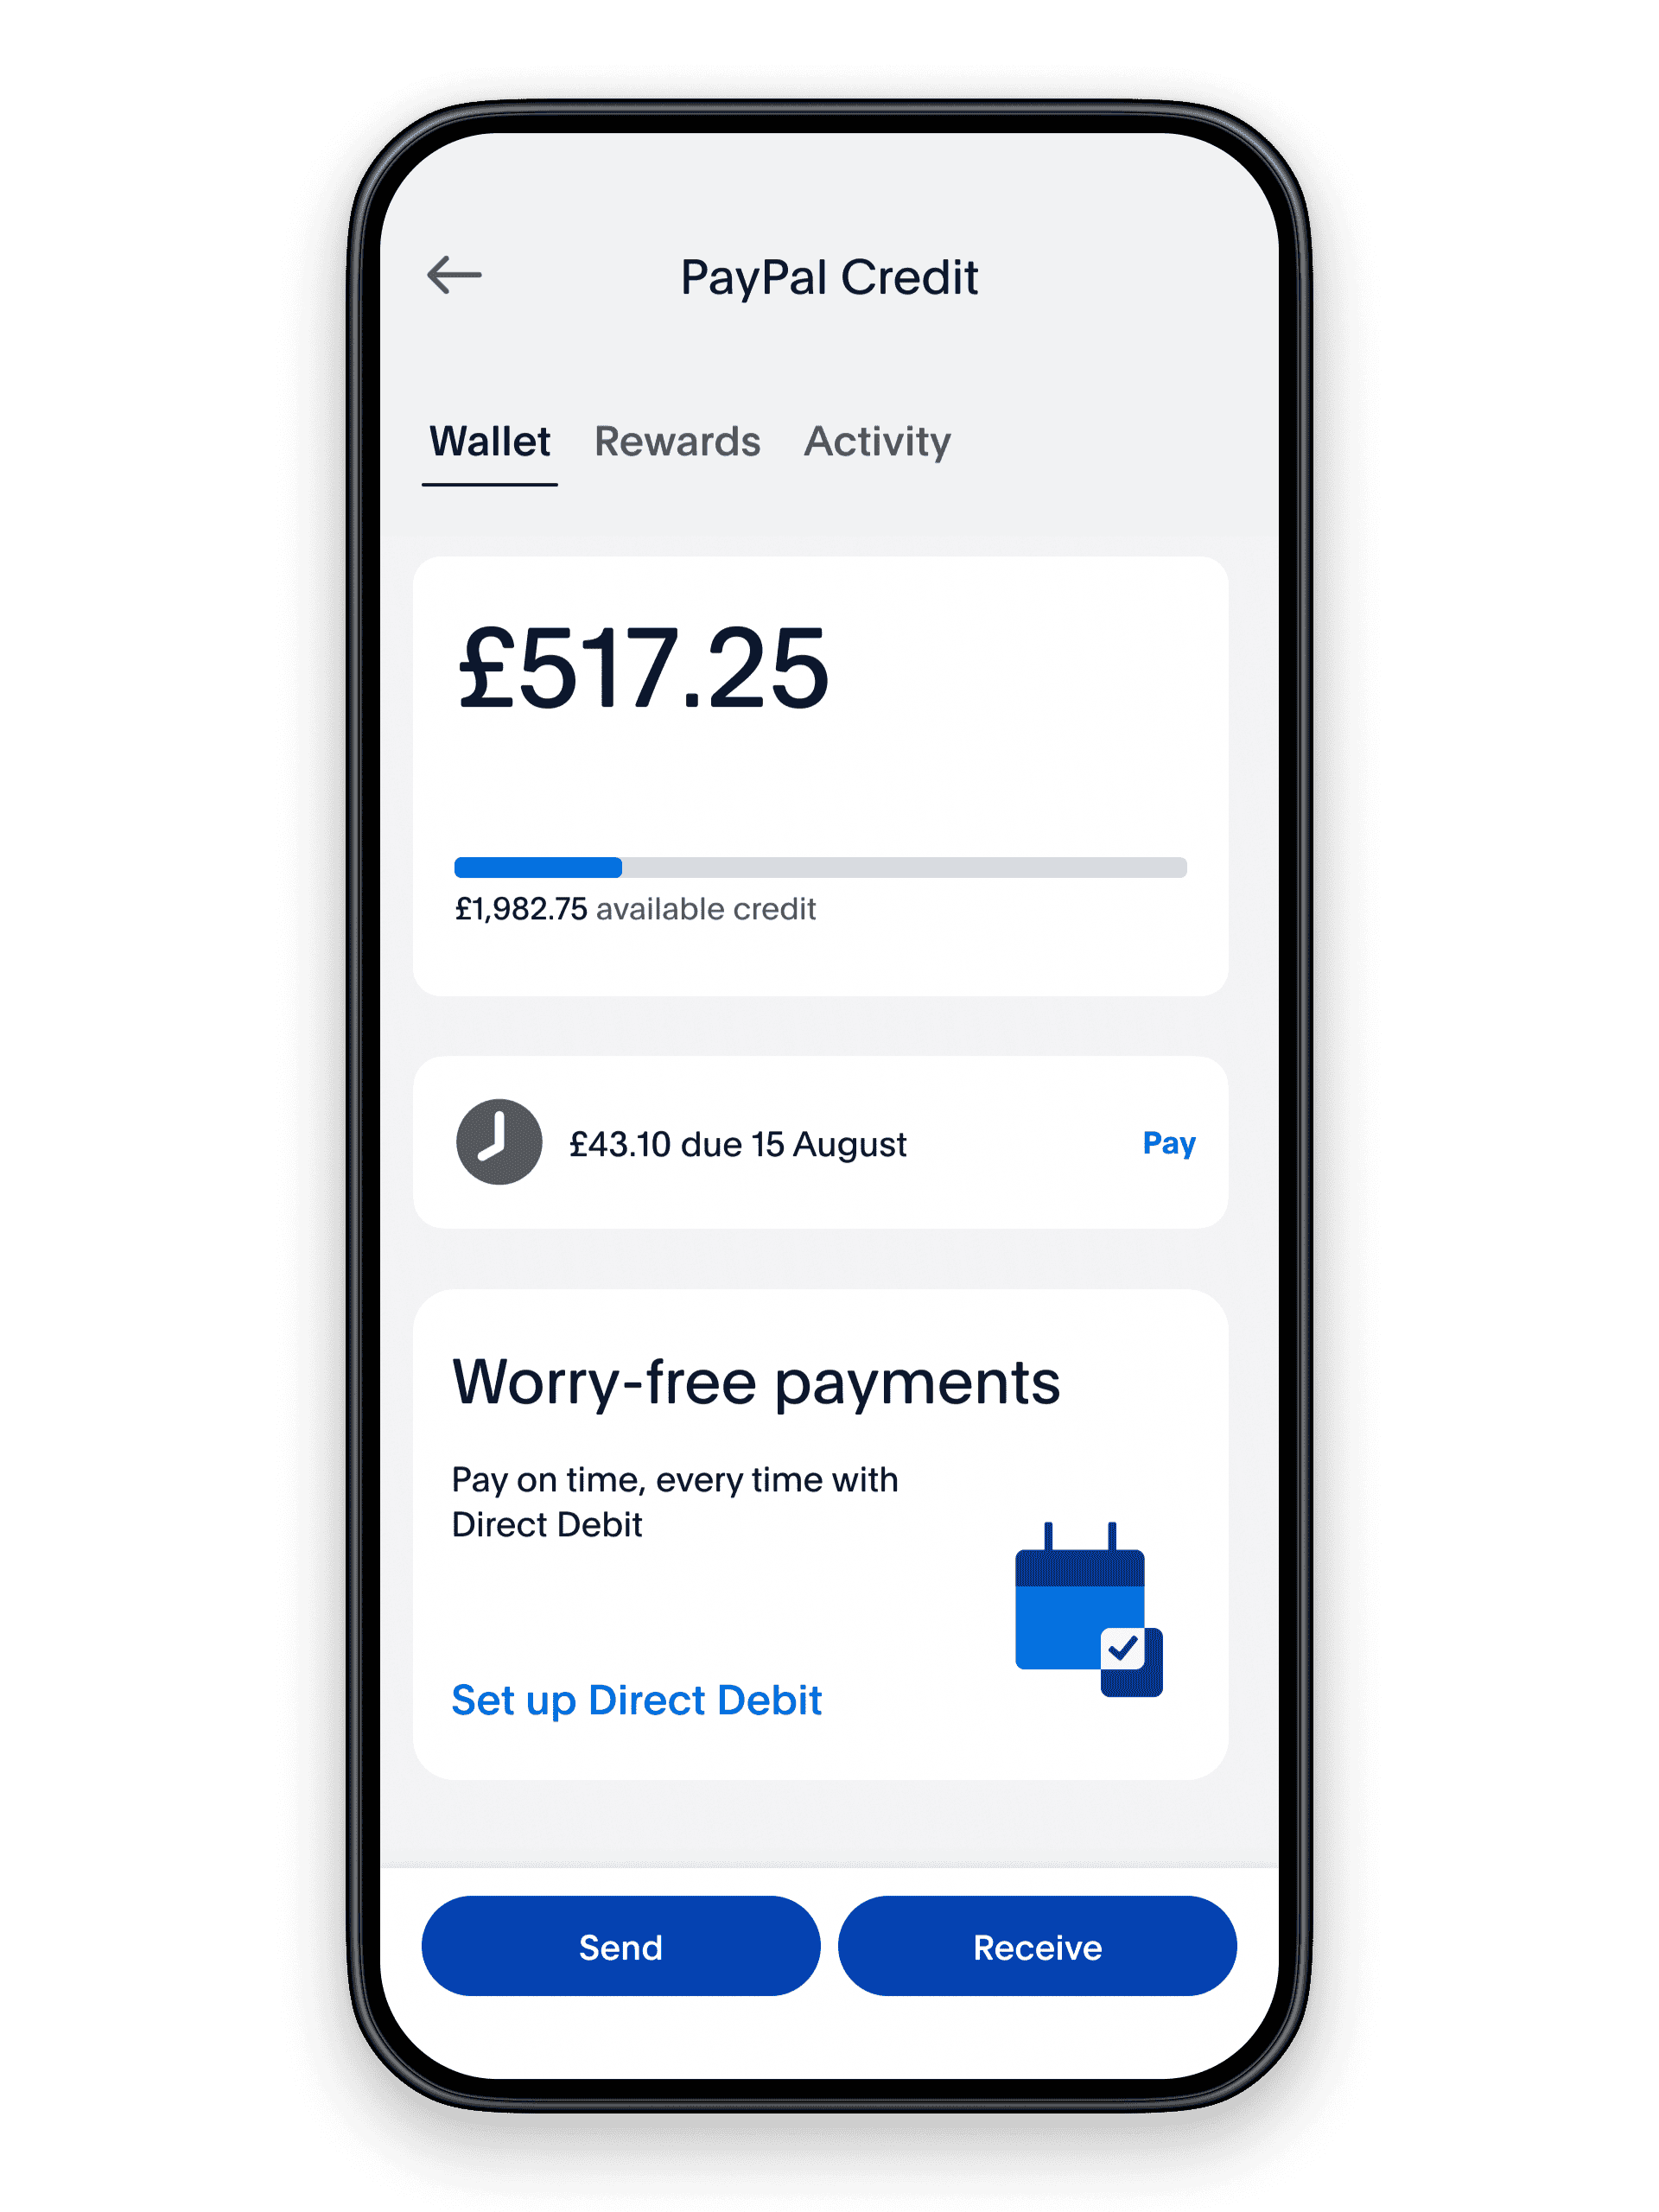 PayPal Credit
Wallet Rewards Activity
£517.25
£1,982.75 available credit
£43.10 due 15 August Pay
Worry-free payments
Pay on time, every time with
Direct Debit
Set up Direct Debit
Send Receive